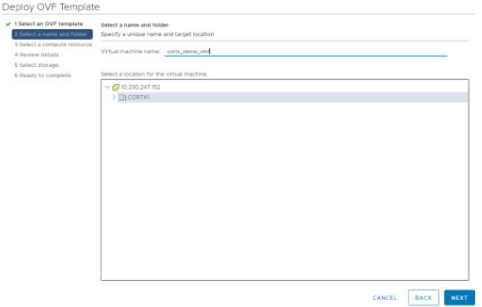 Deploy OVF Template
1 Select an OVF template
2 Select a name and folder
3 Select a compute resource
4 Review details
5 Select storage
6 Ready to complete
Select a name and folder
Specify a unique name and target location
Virtual machine name: cortx_demo_vm1
Select a location for the virtual machine.
10.230.247.152
CORTX1
CANCEL
BACK
NEXT